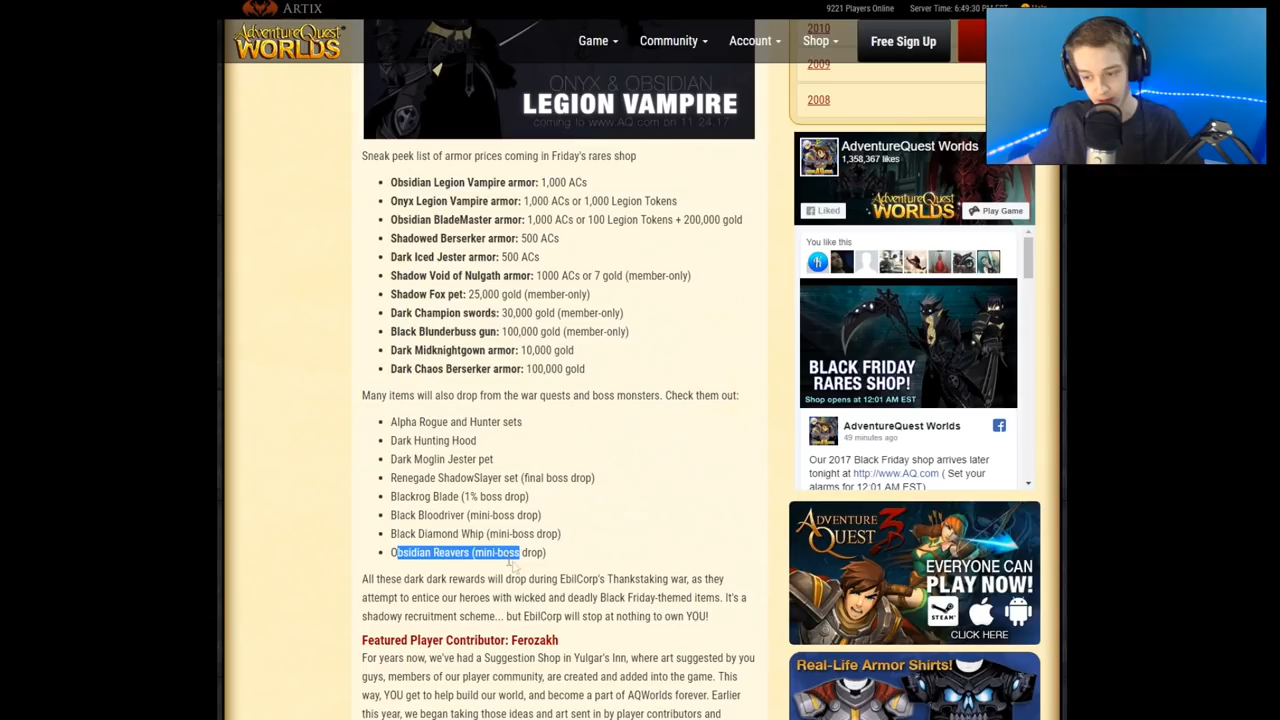 ARTIX
9221 Players Online
Server Time: 6:49:30 PM EST
Help
AdventureQuest
WORLDS
Game
Community
Account
Shop
Free Sign Up
ONYX & OBSIDIAN
LEGION VAMPIRE
coming to www.AQ.com on 11.24.17
Sneak peek list of armor prices coming in Friday's rares shop
Obsidian Legion Vampire armor: 1,000 ACs
Onyx Legion Vampire armor: 1,000 ACs or 1,000 Legion Tokens
Obsidian BladeMaster armor: 1,000 ACs or 100 Legion Tokens + 200,000 gold
Shadowed Berserker armor: 500 ACs
Dark Iced Jester armor: 500 ACs
Shadow Void of Nulgath armor: 1000 ACs or 7 gold (member-only)
Shadow Fox pet: 25,000 gold (member-only)
Dark Champion swords: 30,000 gold (member-only)
Black Blunderbuss gun: 100,000 gold (member-only)
Dark Midknightgown armor: 10,000 gold
Dark Chaos Berserker armor: 100,000 gold
Many items will also drop from the war quests and boss monsters. Check them out:
Alpha Rogue and Hunter sets
Dark Hunting Hood
Dark Moglin Jester pet
Renegade ShadowSlayer set (final boss drop)
Blackrog Blade (1% boss drop)
Black Bloodriver (mini-boss drop)
Black Diamond Whip (mini-boss drop)
Obsidian Reavers (mini-boss drop)
All these dark dark rewards will drop during EbilCorp's Thankstaking war, as they
attempt to entice our heroes with wicked and deadly Black Friday-themed items. It's a
shadowy recruitment scheme... but EbilCorp will stop at nothing to own YOU!
Featured Player Contributor: Ferozakh
For years now, we've had a Suggestion Shop in Yulgar's Inn, where art suggested by you
guys, members of our player community, are created and added into the game. This
way, YOU get to help build our world, and become a part of AQWorlds forever. Earlier
this year, we began taking those ideas and art sent in by player contributors and
2010
2009
2008
AdventureQuest Worlds
1,358,367 likes
AdventureQuest
WORLDS
Liked
Play Game
You like this
BLACK FRIDAY
RARES SHOP!
Shop opens at 12:01 AM EST
AdventureQuest Worlds
49 minutes ago
Our 2017 Black Friday shop arrives later
tonight at http://www.AQ.com ( Set your
alarms for 12:01 AM EST)
ADVENTURE
QUEST 3
EVERYONE CAN
PLAY NOW!
STEAM
CLICK HERE
Real-Life Armor Shirts!